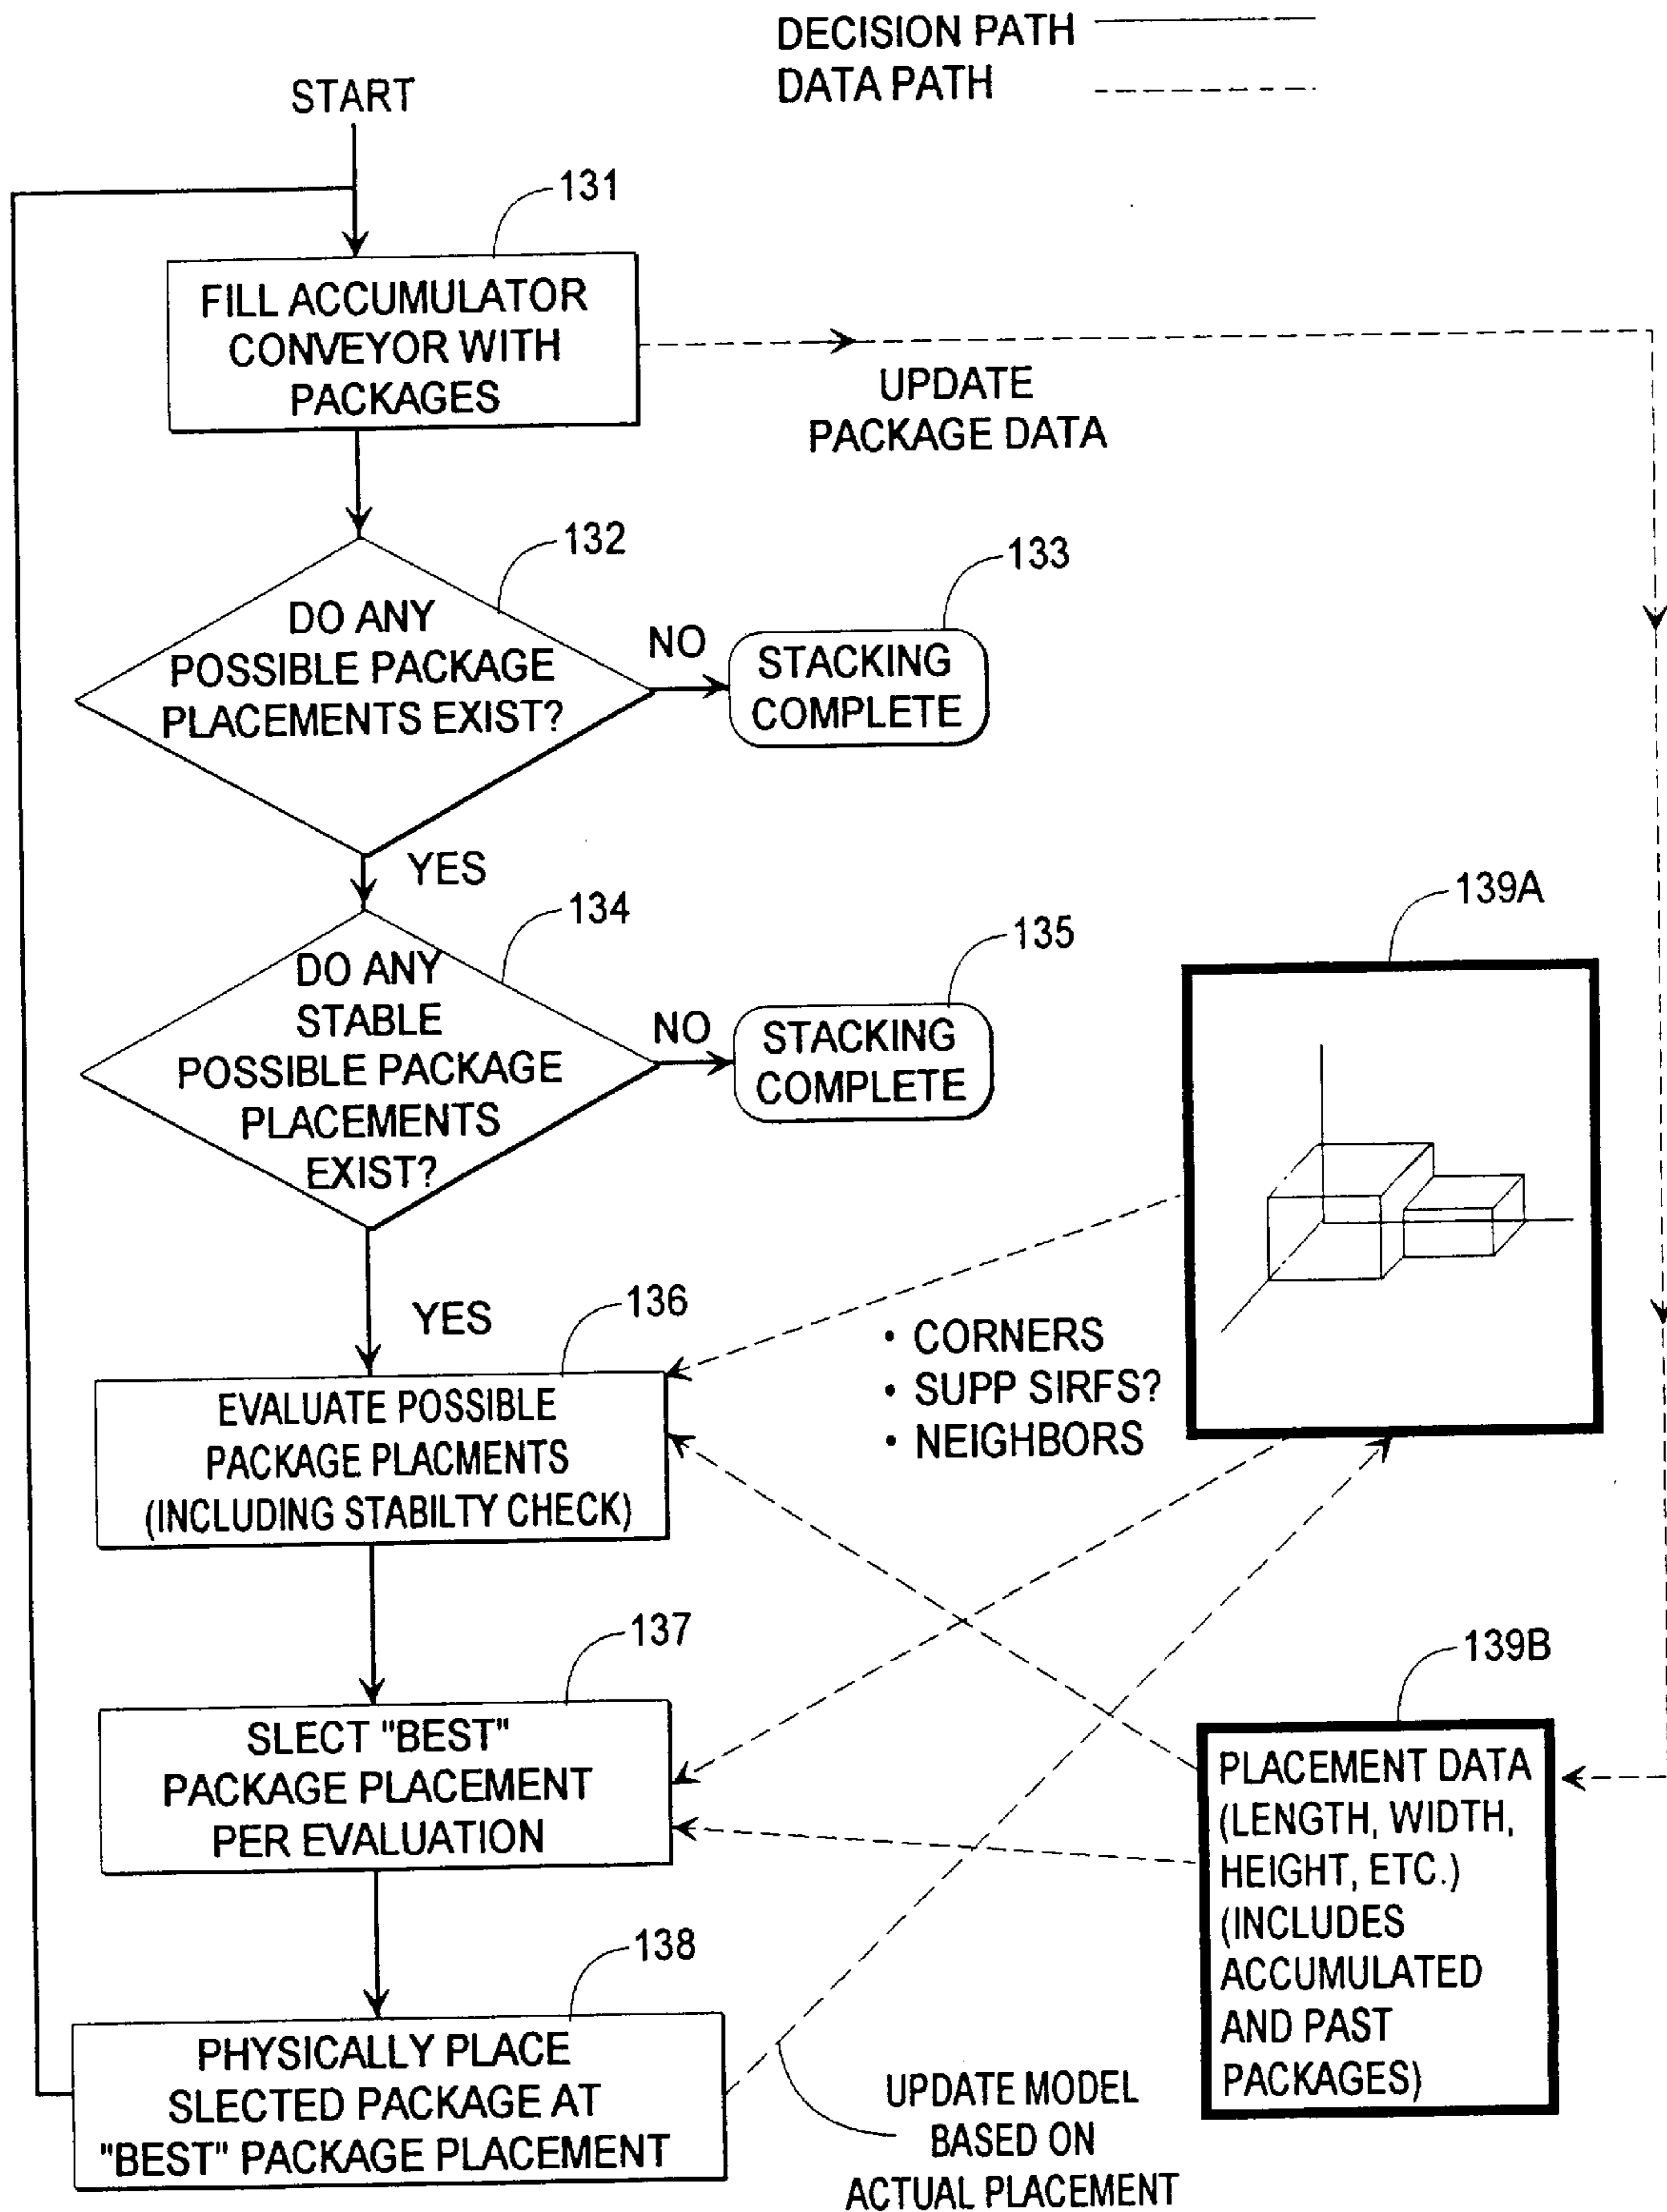 DECISION PATH
DATA PATH
START
131
FILL ACCUMULATOR
CONVEYOR WITH
PACKAGES
UPDATE
PACKAGE DATA
132
DO ANY
POSSIBLE PACKAGE
PLACEMENTS EXIST?
NO
133
STACKING
COMPLETE
YES
134
DO ANY
STABLE
POSSIBLE PACKAGE
PLACEMENTS
EXIST?
NO
135
STACKING
COMPLETE
139A
YES
136
EVALUATE POSSIBLE
PACKAGE PLACMENTS
(INCLUDING STABILTY CHECK)
• CORNERS
• SUPP SIRFS?
• NEIGHBORS
137
SLECT "BEST"
PACKAGE PLACEMENT
PER EVALUATION
139B
PLACEMENT DATA
(LENGTH, WIDTH,
HEIGHT, ETC.)
(INCLUDES
ACCUMULATED
AND PAST
PACKAGES)
138
PHYSICALLY PLACE
SLECTED PACKAGE AT
"BEST" PACKAGE PLACEMENT
UPDATE MODEL
BASED ON
ACTUAL PLACEMENT